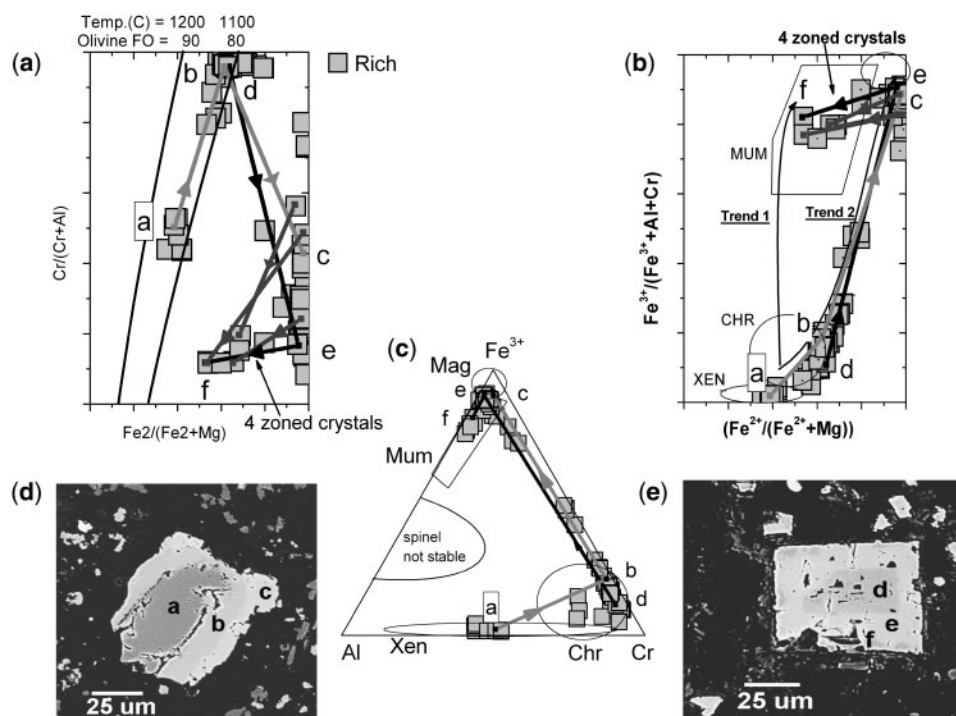 Temp.(C) = 1200 1100
Olivine FO = 90 80
(a)
b
d
a
c
e
f
Cr/(Cr+Al)
Fe2/(Fe2+Mg)
4 zoned crystals
Rich
(b)
4 zoned crystals
e
c
f
MUM
Trend 1
Trend 2
CHR
b
a
d
XEN
Fe3+/(Fe3++Al+Cr)
(Fe2+/(Fe2++Mg))
(c)
Fe3+
Mag
e
c
f
Mum
spinel
not stable
b
a
d
Al
Xen
Chr
Cr
(d)
a
b
c
25 um
(e)
d
e
f
25 um